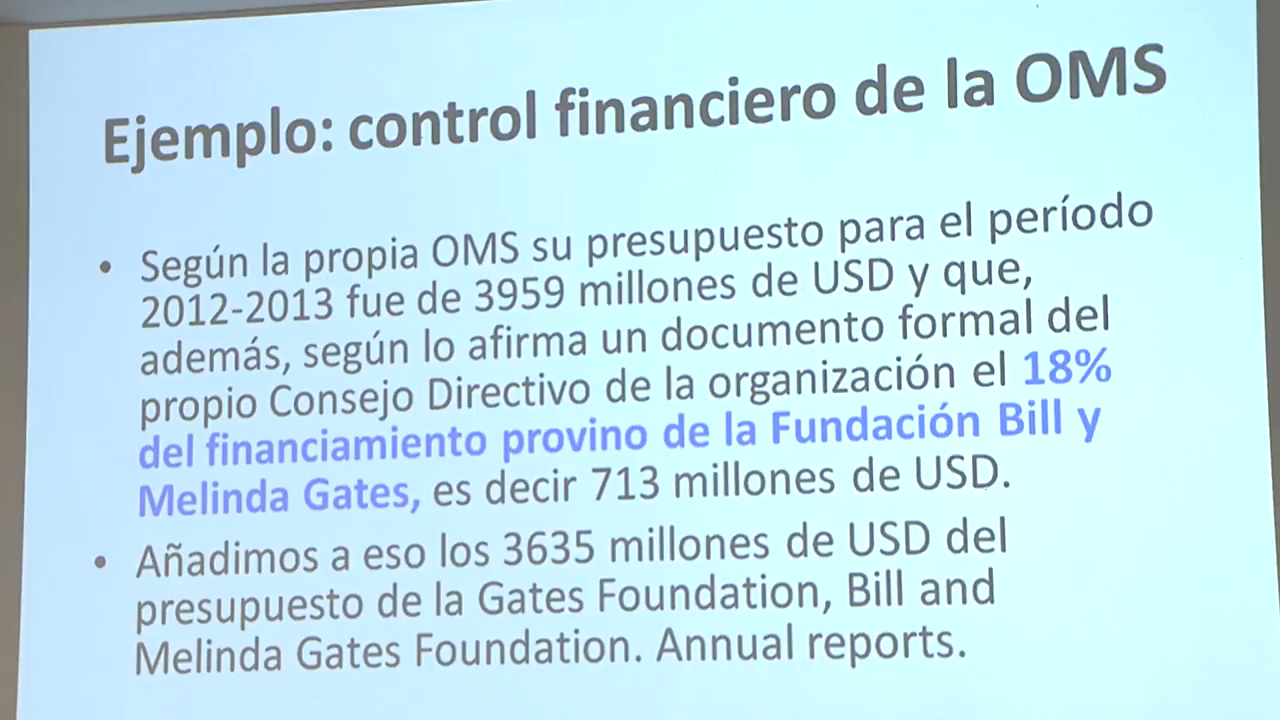 Ejemplo: control financiero de la OMS
• Según la propia OMS su presupuesto para el período
2012-2013 fue de 3959 millones de USD y que,
además, según lo afirma un documento formal del
propio Consejo Directivo de la organización el 18%
del financiamiento provino de la Fundación Bill y
Melinda Gates, es decir 713 millones de USD.
• Añadimos a eso los 3635 millones de USD del
presupuesto de la Gates Foundation, Bill and
Melinda Gates Foundation. Annual reports.